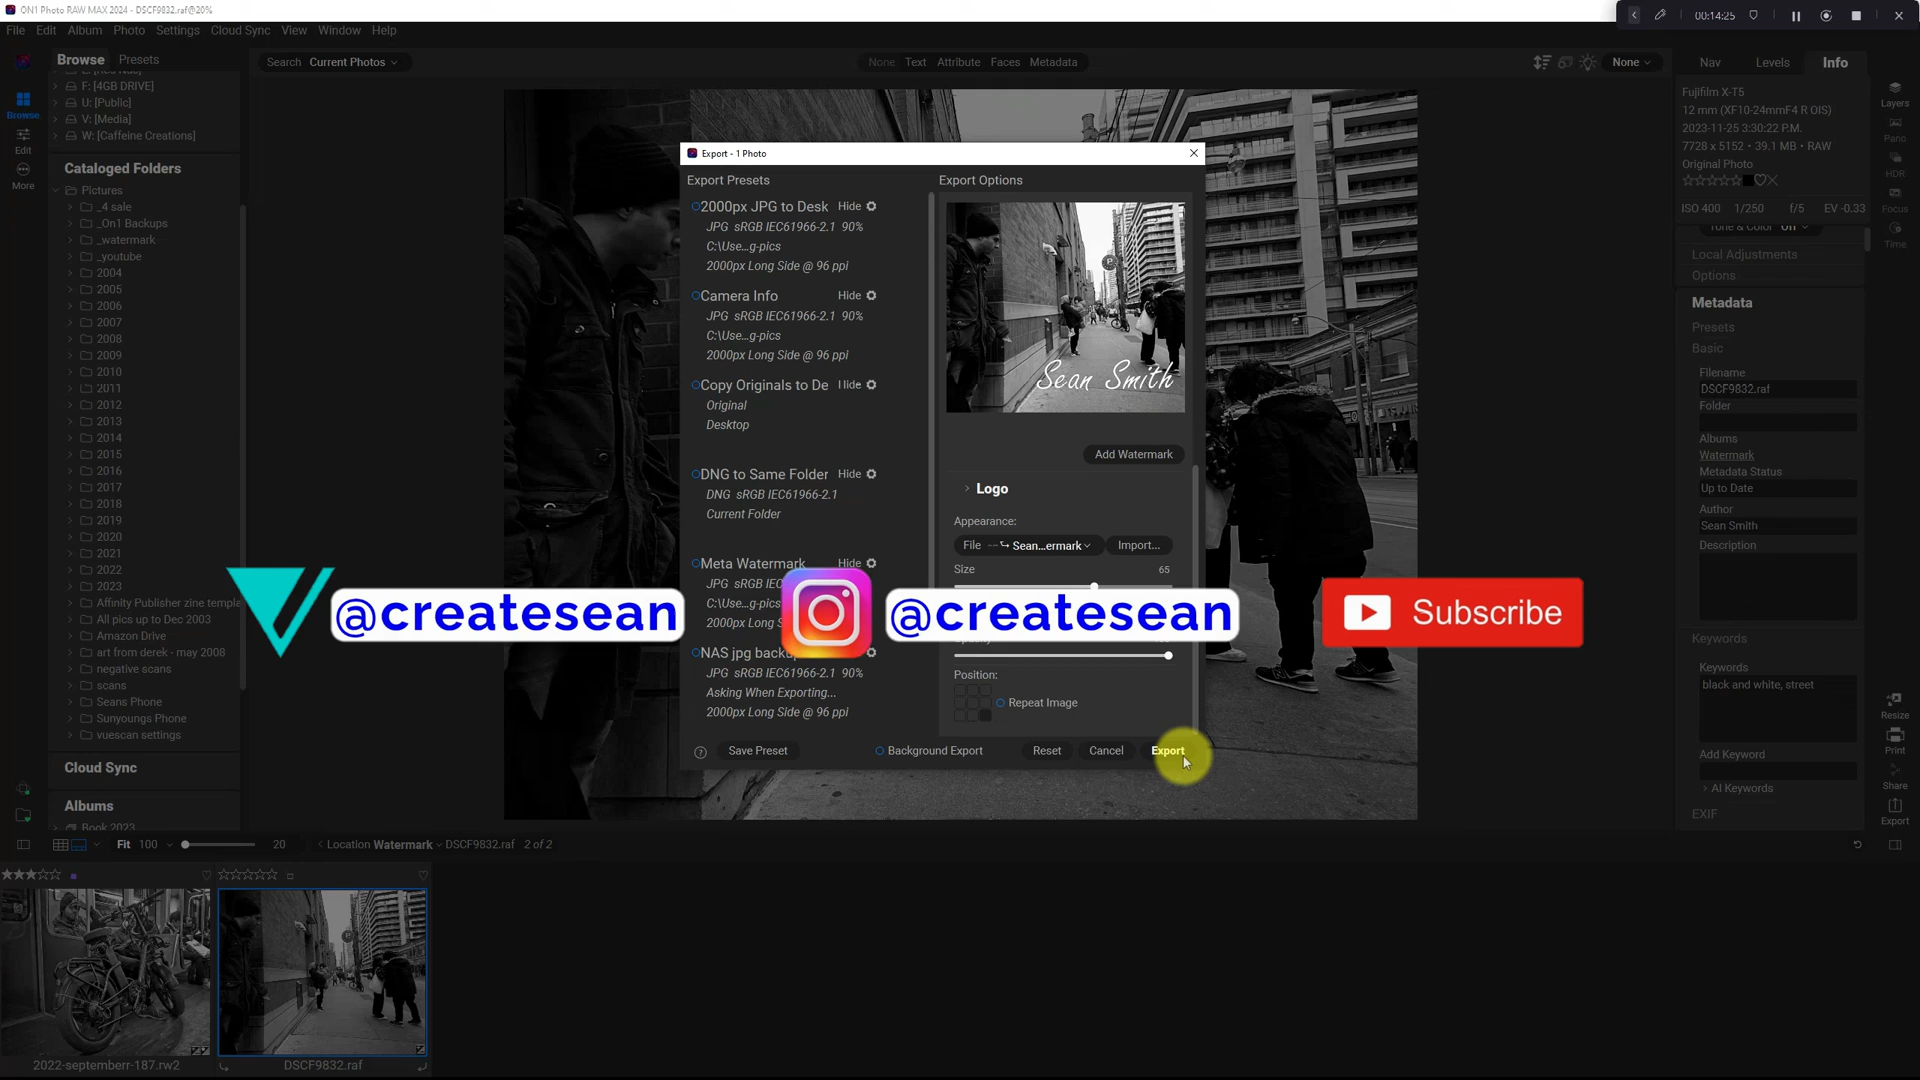 ON1 Photo RAW MAX 2024 - DSCF9832.raf@20%
00:14:25
File Edit Album Photo Settings Cloud Sync View Window Help
Browse Presets
Search Current Photos
None Text Attribute Faces Metadata
None
Nav Levels Info
Browse
Edit
More
F: [4GB DRIVE]
U: [Public]
V: [Media]
W: [Caffeine Creations]
Cataloged Folders
Pictures
_4 sale
_On1 Backups
_watermark
_youtube
2004
2005
2006
2007
2008
2009
2010
2011
2012
2013
2014
2015
2016
2017
2018
2019
2020
2021
2022
2023
Affinity Publisher zine templa
All pics up to Dec 2003
Amazon Drive
art from derek - may 2008
negative scans
scans
Seans Phone
Sunyoungs Phone
vuescan settings
Cloud Sync
Albums
Book 2023
Export - 1 Photo
Export Presets
2000px JPG to Desk Hide
JPG sRGB IEC61966-2.1 90%
C:\Use...g-pics
2000px Long Side @ 96 ppi
Camera Info Hide
JPG sRGB IEC61966-2.1 90%
C:\Use...g-pics
2000px Long Side @ 96 ppi
Copy Originals to De Hide
Original
Desktop
DNG to Same Folder Hide
DNG sRGB IEC61966-2.1
Current Folder
Meta Watermark Hide
JPG
C:\Us
2000p
NAS jpg backup
JPG sRGB IEC61966-2.1 90%
Asking When Exporting...
2000px Long Side @ 96 ppi
Export Options
Sean Smith
Add Watermark
Logo
Appearance:
File Sean...ermark Import...
Size 65
Position:
Repeat Image
Save Preset Background Export Reset Cancel Export
@createsean @createsean Subscribe
Fujifilm X-T5
12 mm (XF10-24mmF4 R OIS)
2023-11-25 3:30:22 P.M.
7728 x 5152 • 39.1 MB • RAW
Original Photo
ISO 400 1/250 f/5 EV -0.33
Tone & Color Off
Local Adjustments
Options
Metadata
Presets
Basic
Filename
DSCF9832.raf
Folder
Albums
Watermark
Metadata Status
Up to Date
Author
Sean Smith
Description
Keywords
Keywords
black and white, street
Add Keyword
AI Keywords
EXIF
Layers
Pano
HDR
Focus
Time
Resize
Print
Share
Export
Fit 100 20 Location Watermark DSCF9832.raf 2 of 2
2022-septemberr-187.rw2
DSCF9832.raf